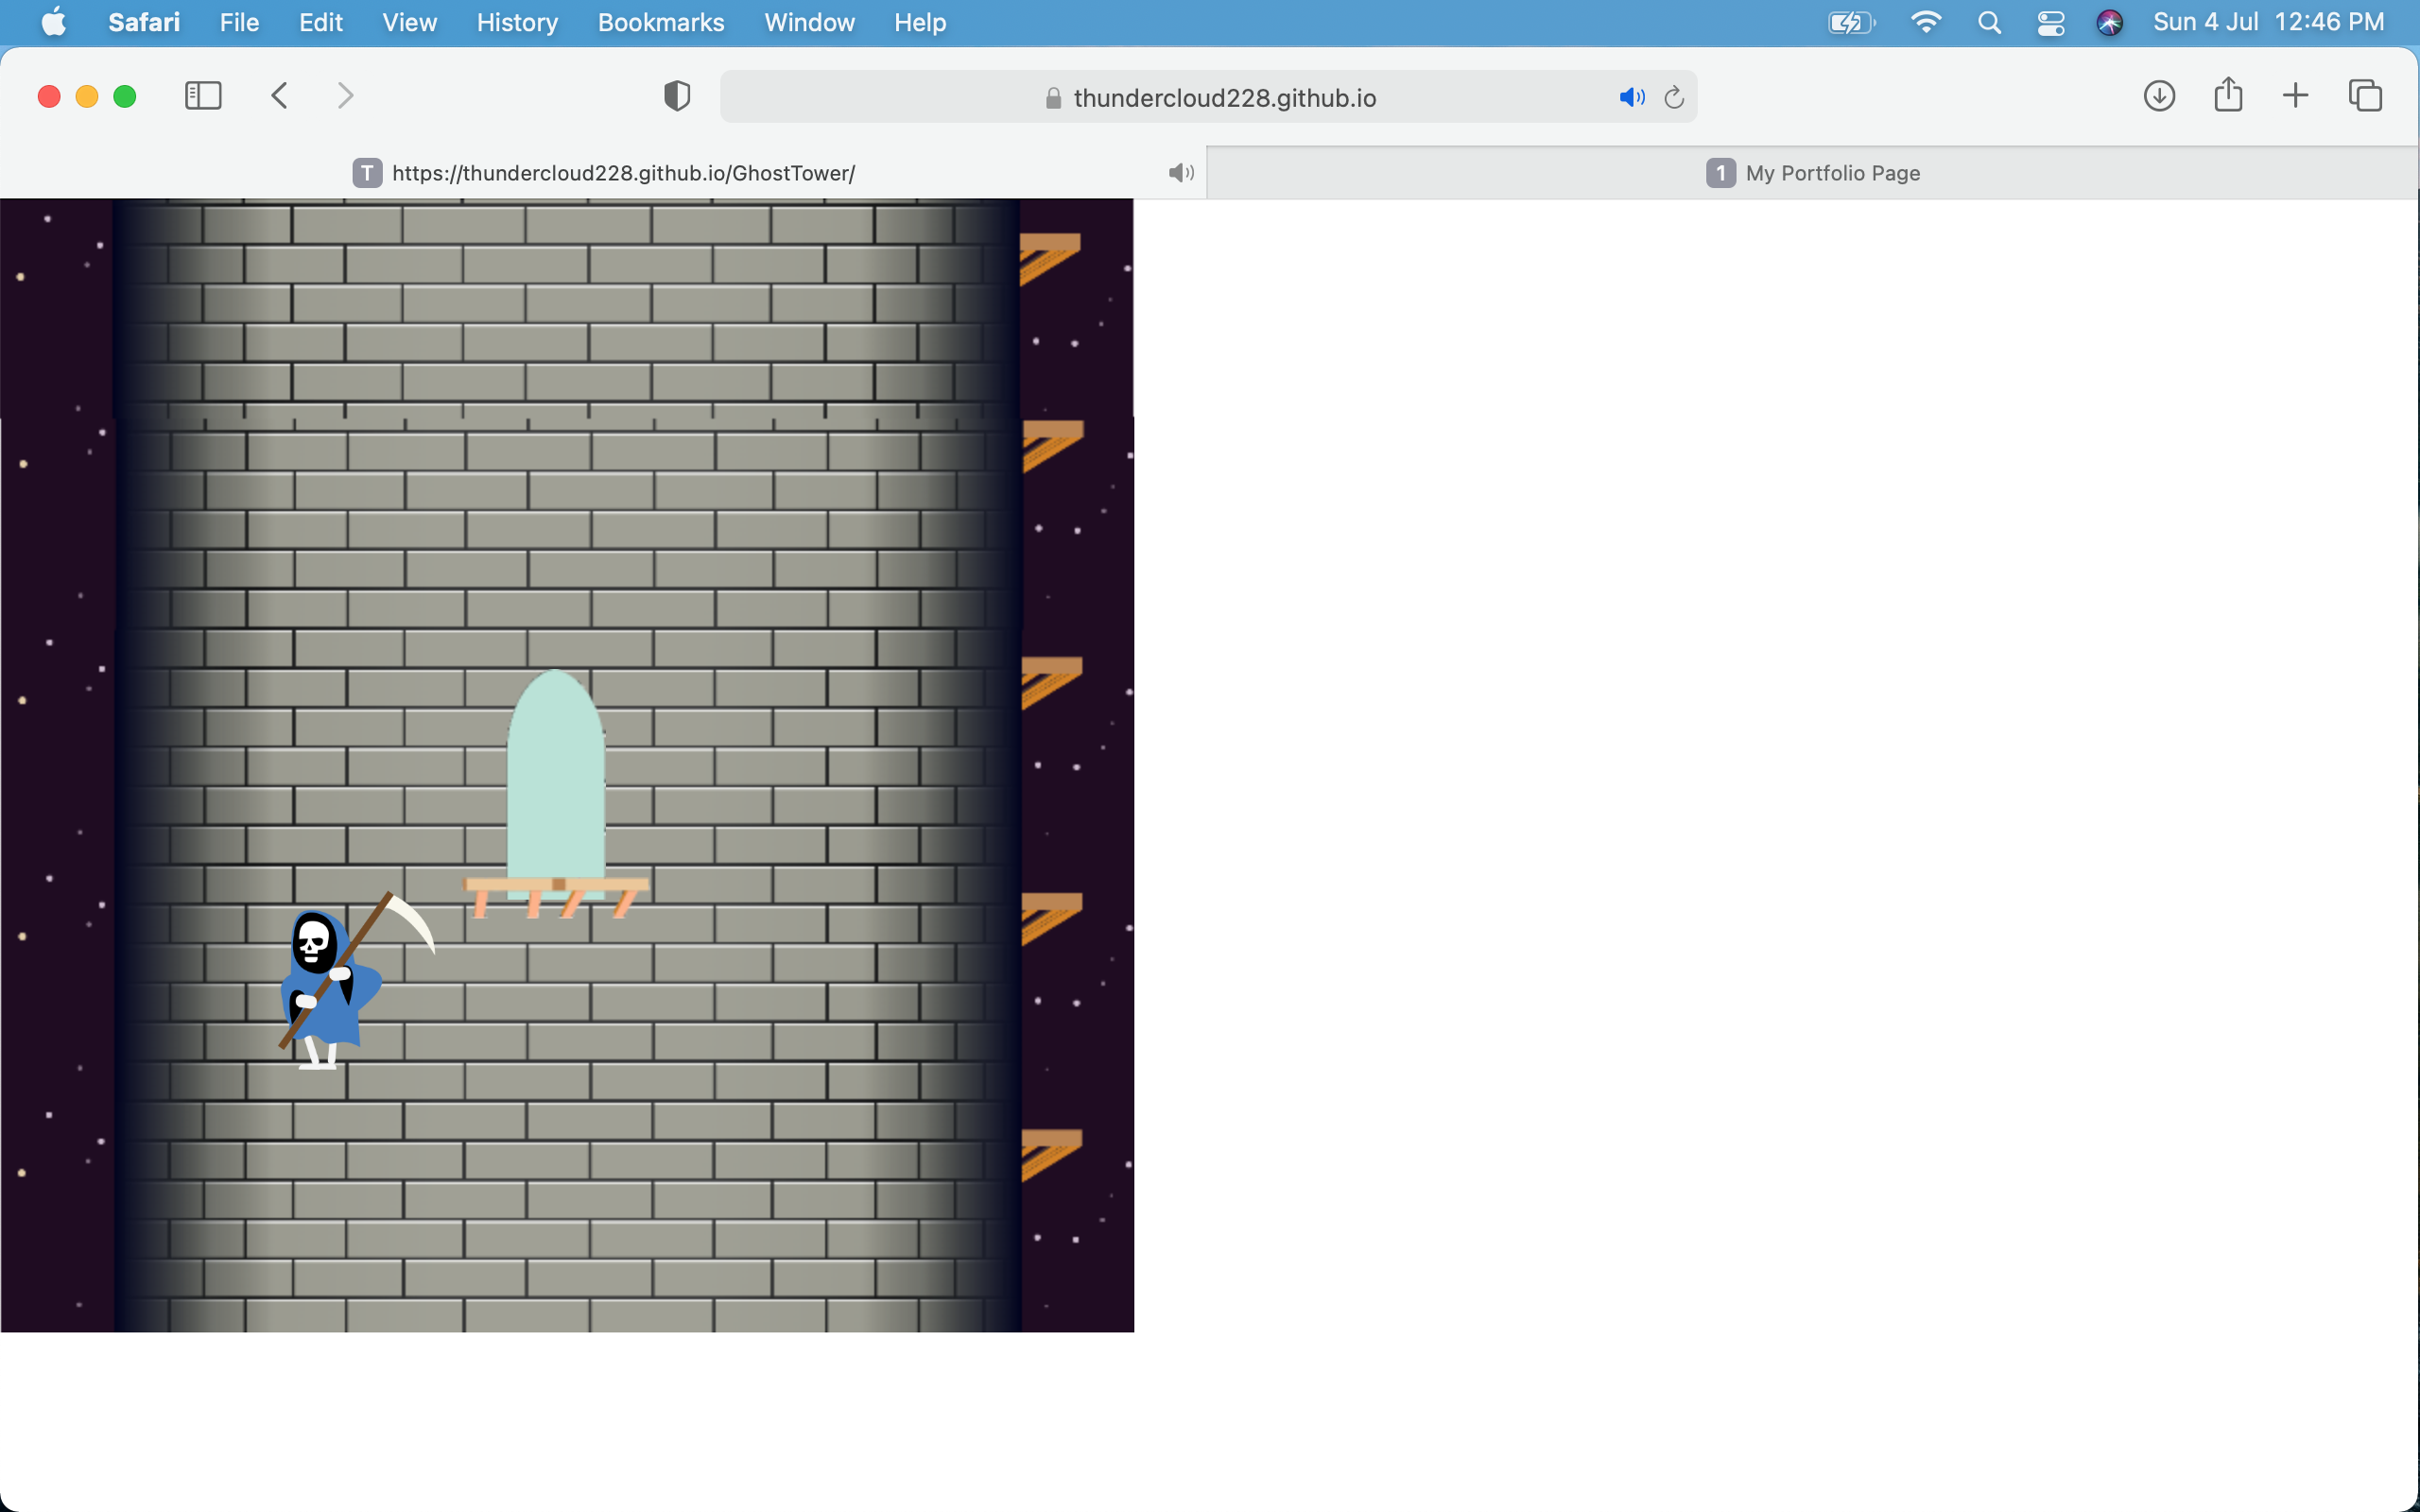 Safari File Edit View History Bookmarks Window Help Sun 4 Jul 12:46 PM
thundercloud228.github.io
T https://thundercloud228.github.io/GhostTower/ 1 My Portfolio Page